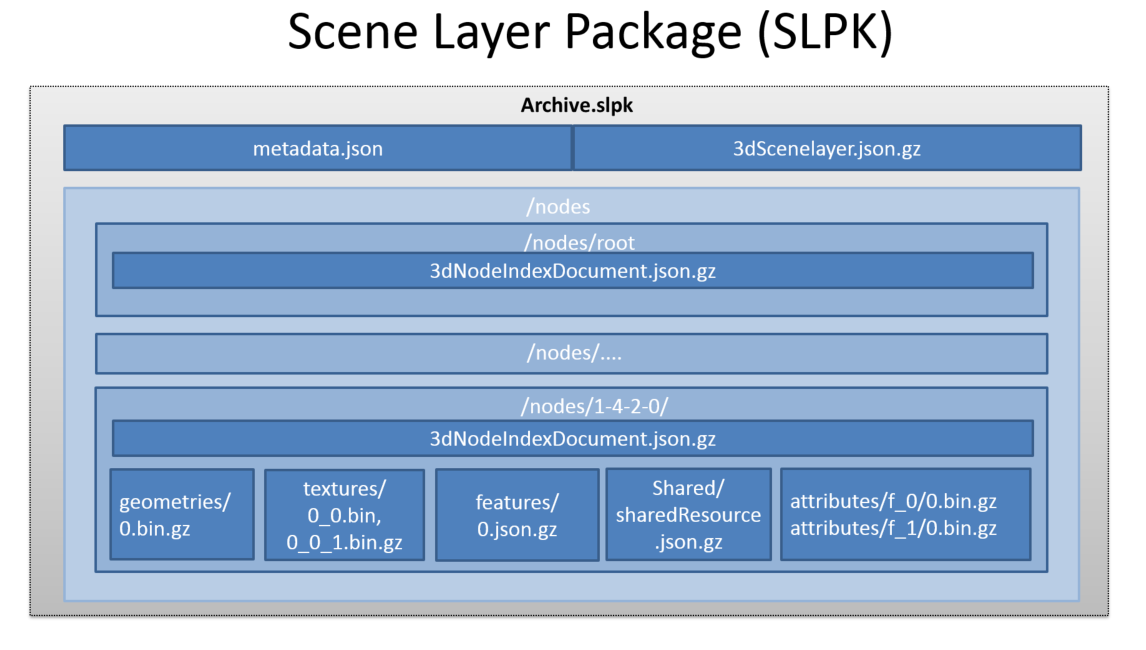 Scene Layer Package (SLPK)
Archive.slpk
metadata.json
3dScenelayer.json.gz
/nodes
/nodes/root
3dNodeIndexDocument.json.gz
/nodes/....
/nodes/1-4-2-0/
3dNodeIndexDocument.json.gz
geometries/
0.bin.gz
textures/
0_0.bin,
0_0_1.bin.gz
features/
0.json.gz
Shared/
sharedResource
.json.gz
attributes/f_0/0.bin.gz
attributes/f_1/0.bin.gz